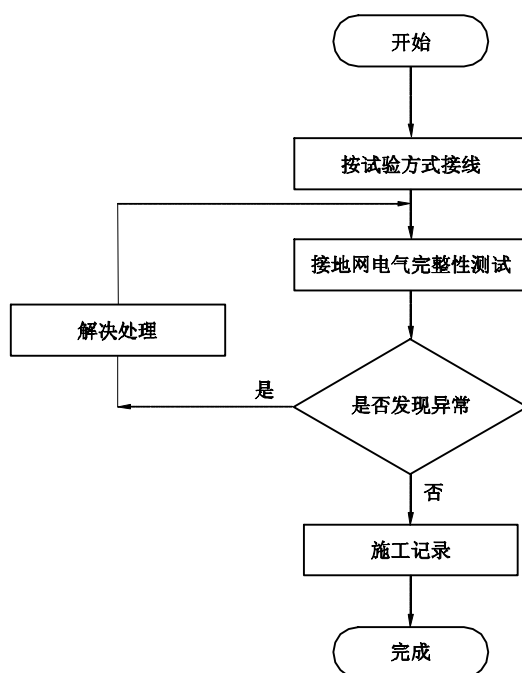 开始
按试验方式接线
接地网电气完整性测试
解决处理
是
是否发现异常
否
施工记录
完成